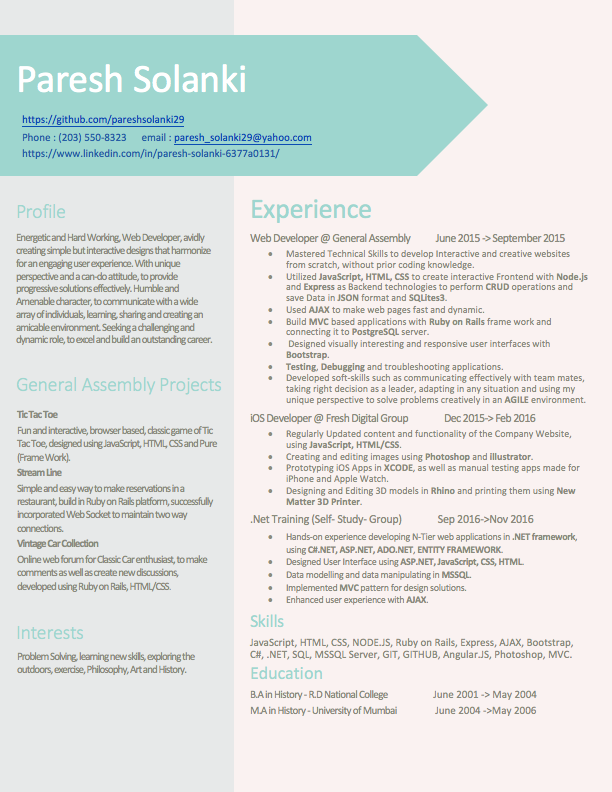 Paresh Solanki
https://github.com/pareshsolanki29
Phone : (203) 550-8323 email : paresh_solanki29@yahoo.com
https://www.linkedin.com/in/paresh-solanki-6377a0131/
Profile
Energetic and Hard Working, Web Developer, avidly
creating simple but interactive designs that harmonize
for an engaging user experience. With unique
perspective and a can-do attitude, to provide
progressive solutions effectively. Humble and
Amenable character, to communicate with a wide
array of individuals, learning, sharing and creating an
amicable environment. Seeking a challenging and
dynamic role, to excel and build an outstanding career.
General Assembly Projects
Tic Tac Toe
Fun and interactive, browser based, classic game of Tic
Tac Toe, designed using JavaScript, HTML, CSS and Pure
(Frame Work).
Stream Line
Simple and easy way to make reservations in a
restaurant, build in Ruby on Rails platform, successfully
incorporated Web Socket to maintain two way
connections.
Vintage Car Collection
Online web forum for Classic Car enthusiast, to make
comments as well as create new discussions,
developed using Ruby on Rails, HTML/CSS.
Interests
Problem Solving, learning new skills, exploring the
outdoors, exercise, Philosophy, Art and History.
Experience
Web Developer @ General Assembly June 2015 -> September 2015
• Mastered Technical Skills to develop Interactive and creative websites
from scratch, without prior coding knowledge.
• Utilized JavaScript, HTML, CSS to create interactive Frontend with Node.js
and Express as Backend technologies to perform CRUD operations and
save Data in JSON format and SQLites3.
• Used AJAX to make web pages fast and dynamic.
• Build MVC based applications with Ruby on Rails frame work and
connecting it to PostgreSQL server.
• Designed visually interesting and responsive user interfaces with
Bootstrap.
• Testing, Debugging and troubleshooting applications.
• Developed soft-skills such as communicating effectively with team mates,
taking right decision as a leader, adapting in any situation and using my
unique perspective to solve problems creatively in an AGILE environment.
iOS Developer @ Fresh Digital Group Dec 2015-> Feb 2016
• Regularly Updated content and functionality of the Company Website,
using JavaScript, HTML/CSS.
• Creating and editing images using Photoshop and illustrator.
• Prototyping iOS Apps in XCODE, as well as manual testing apps made for
iPhone and Apple Watch.
• Designing and Editing 3D models in Rhino and printing them using New
Matter 3D Printer.
.Net Training (Self- Study- Group) Sep 2016->Nov 2016
• Hands-on experience developing N-Tier web applications in .NET framework,
using C#.NET, ASP.NET, ADO.NET, ENTITY FRAMEWORK.
• Designed User Interface using ASP.NET, JavaScript, CSS, HTML.
• Data modelling and data manipulating in MSSQL.
• Implemented MVC pattern for design solutions.
• Enhanced user experience with AJAX.
Skills
JavaScript, HTML, CSS, NODE.JS, Ruby on Rails, Express, AJAX, Bootstrap,
C#, .NET, SQL, MSSQL Server, GIT, GITHUB, Angular.JS, Photoshop, MVC.
Education
B.A in History - R.D National College June 2001 -> May 2004
M.A in History - University of Mumbai June 2004 ->May 2006